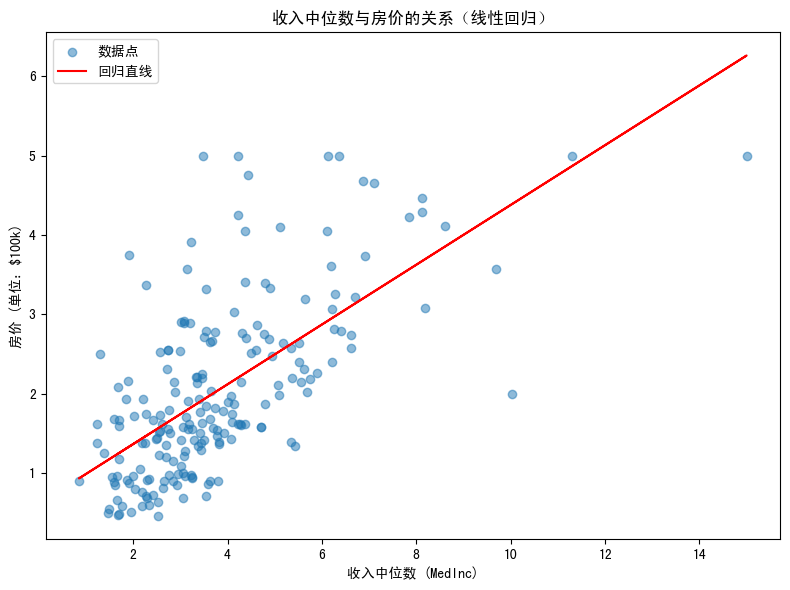 收入中位数与房价的关系（线性回归）
数据点
回归直线
6
5
4
3
2
1
房价 (单位: $100k)
2 4 6 8 10 12 14
收入中位数 (MedInc)